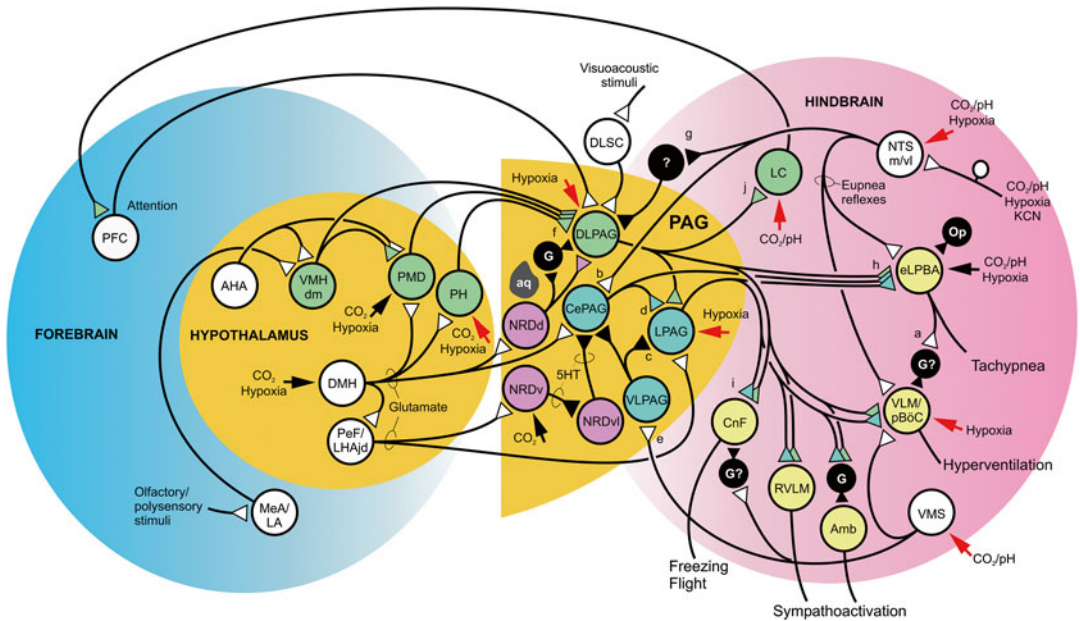 Visuoacoustic
stimuli
HINDBRAIN
CO₂/pH
Hypoxia
DLSC
g
?
NTS
m/vl
LC
j
Eupnea
reflexes
CO₂/pH
Hypoxia
KCN
CO₂/pH
Hypoxia
Attention
PFC
PAG
f
DLPAG
G
aq
b
h
Op
eLPBA
CO₂/pH
Hypoxia
AHA
VMH
dm
PMD
PH
CO₂
Hypoxia
CO₂
Hypoxia
FOREBRAIN
HYPOTHALAMUS
NRDd
CePAG
d
LPAG
Hypoxia
c
a
Tachypnea
G?
CO₂
Hypoxia
DMH
Glutamate
NRDv
5HT
CO₂
NRDvl
VLPAG
e
i
CnF
VLM/
pBöC
Hypoxia
Hyperventilation
PeF/
LHAjd
G?
RVLM
G
Amb
VMS
CO₂/pH
Olfactory/
polysensory
stimuli
MeA/
LA
Freezing
Flight
Sympathoactivation